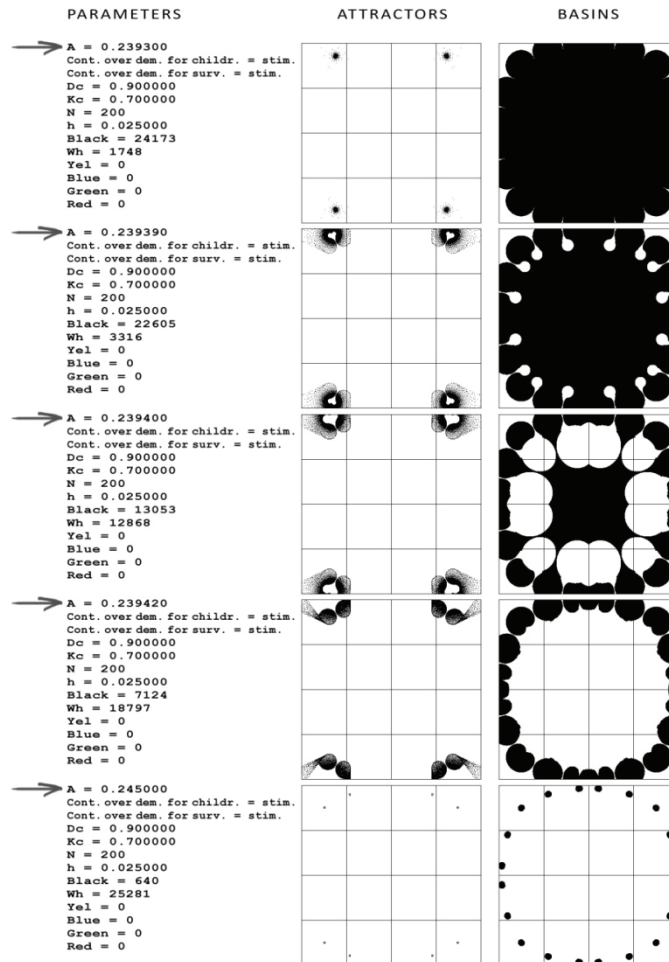 PARAMETERS ATTRACTORS BASINS
A = 0.239300
Cont. over dem. for childr. = stim.
Cont. over dem. for surv. = stim.
Dc = 0.900000
Kc = 0.700000
N = 200
h = 0.025000
Black = 24173
Wh = 1748
Yel = 0
Blue = 0
Green = 0
Red = 0
A = 0.239390
Cont. over dem. for childr. = stim.
Cont. over dem. for surv. = stim.
Dc = 0.900000
Kc = 0.700000
N = 200
h = 0.025000
Black = 22605
Wh = 3316
Yel = 0
Blue = 0
Green = 0
Red = 0
A = 0.239400
Cont. over dem. for childr. = stim.
Cont. over dem. for surv. = stim.
Dc = 0.900000
Kc = 0.700000
N = 200
h = 0.025000
Black = 13053
Wh = 12868
Yel = 0
Blue = 0
Green = 0
Red = 0
A = 0.239420
Cont. over dem. for childr. = stim.
Cont. over dem. for surv. = stim.
Dc = 0.900000
Kc = 0.700000
N = 200
h = 0.025000
Black = 7124
Wh = 18797
Yel = 0
Blue = 0
Green = 0
Red = 0
A = 0.245000
Cont. over dem. for childr. = stim.
Cont. over dem. for surv. = stim.
Dc = 0.900000
Kc = 0.700000
N = 200
h = 0.025000
Black = 640
Wh = 25281
Yel = 0
Blue = 0
Green = 0
Red = 0